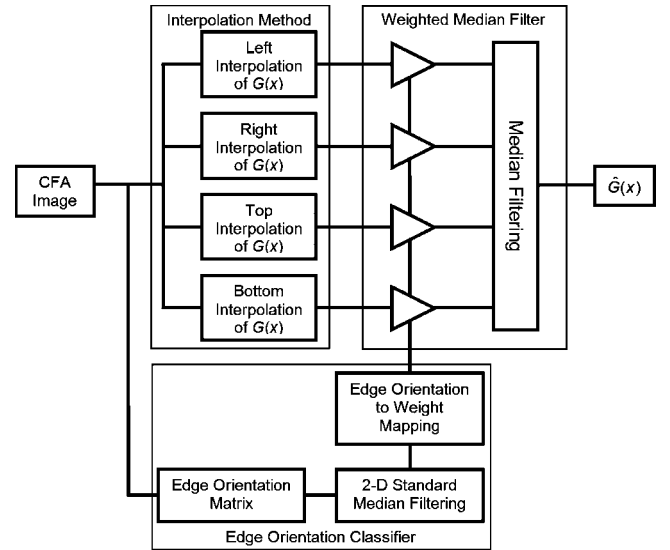 Interpolation Method
Weighted Median Filter
Left
Interpolation
of G(x)
Right
Interpolation
of G(x)
Top
Interpolation
of G(x)
Bottom
Interpolation
of G(x)
CFA
Image
Median Filtering
Ĝ(x)
Edge Orientation
to Weight
Mapping
Edge Orientation
Matrix
2-D Standard
Median Filtering
Edge Orientation Classifier